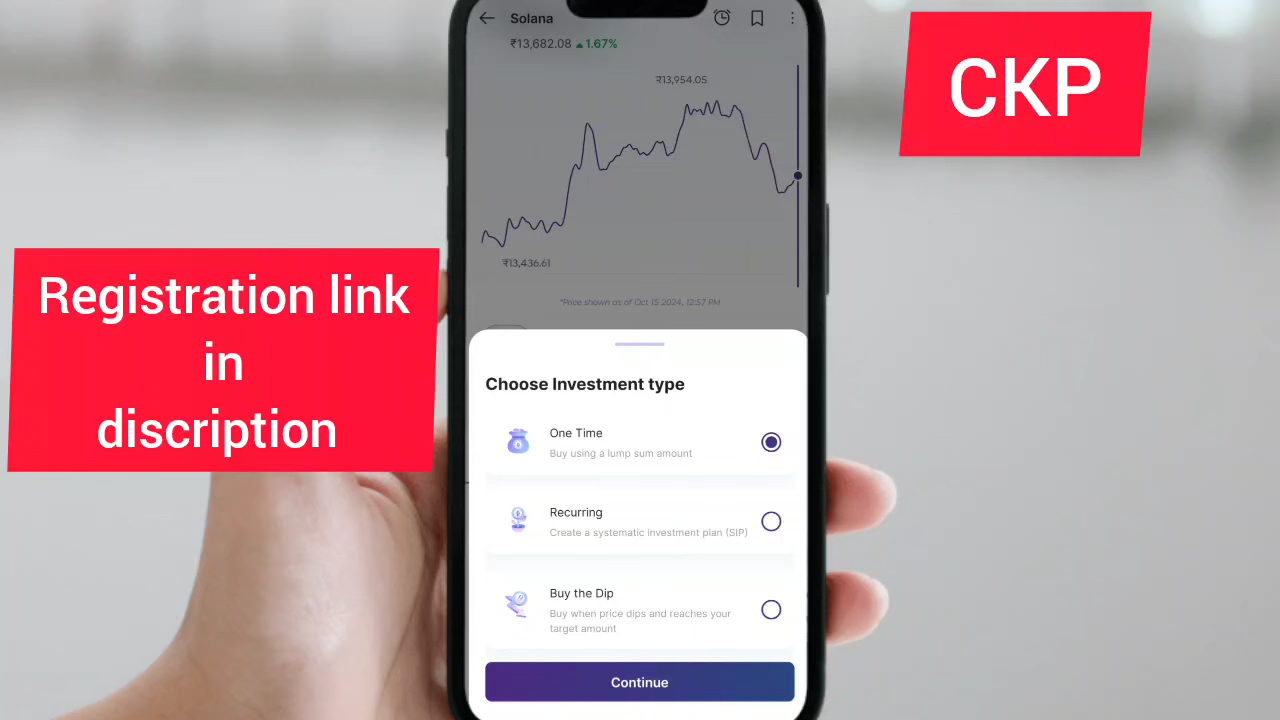 Solana
₹13,682.08 ▲1.67%
₹13,954.05
₹13,436.61
*Price shown as of Oct 15 2024, 12:57 PM
Choose Investment type
One Time
Buy using a lump sum amount
Recurring
Create a systematic investment plan (SIP)
Buy the Dip
Buy when price dips and reaches your
target amount
Continue
CKP
Registration link
in
discription